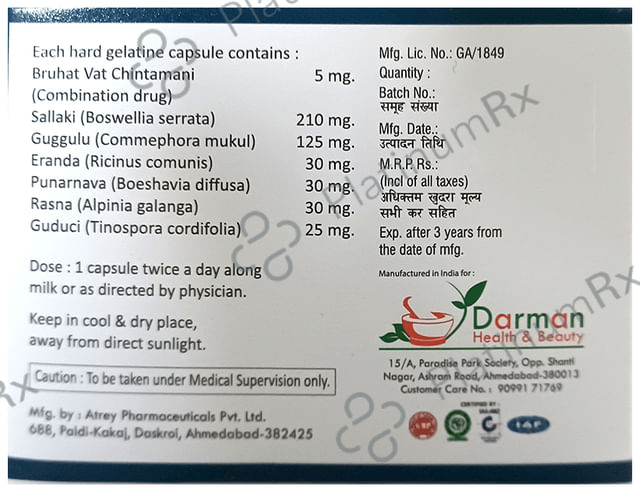 Each hard gelatine capsule contains :
Bruhat Vat Chintamani 5 mg.
(Combination drug)
Sallaki (Boswellia serrata) 210 mg.
Guggulu (Commephora mukul) 125 mg.
Eranda (Ricinus comunis) 30 mg.
Punarnava (Boeshavia diffusa) 30 mg.
Rasna (Alpinia galanga) 30 mg.
Guduci (Tinospora cordifolia) 25 mg.
Dose : 1 capsule twice a day along
milk or as directed by physician.
Keep in cool & dry place,
away from direct sunlight.
Caution : To be taken under Medical Supervision only.
Mfg. by : Atrey Pharmaceuticals Pvt. Ltd.
688, Paldi-Kakaj, Daskroi, Ahmedabad-382425
Mfg. Lic. No.: GA/1849
Quantity :
Batch No.:
समूह संख्या
Mfg. Date.:
उत्पादन तिथि
M.R.P. Rs.:
(Incl of all taxes)
अधिकतम खुदरा मूल्य
सभी कर सहित
Exp. after 3 years from
the date of mfg.
Manufactured in India for :
Darman
Health & Beauty
15/A, Paradise Park Society, Opp. Shanti
Nagar, Ashram Road, Ahmedabad-380013
Customer Care No. : 90991 71769
CERTIFIED BY -
IAF
PlatinumRx
PlatinumRx
PlatinumRx
Rx